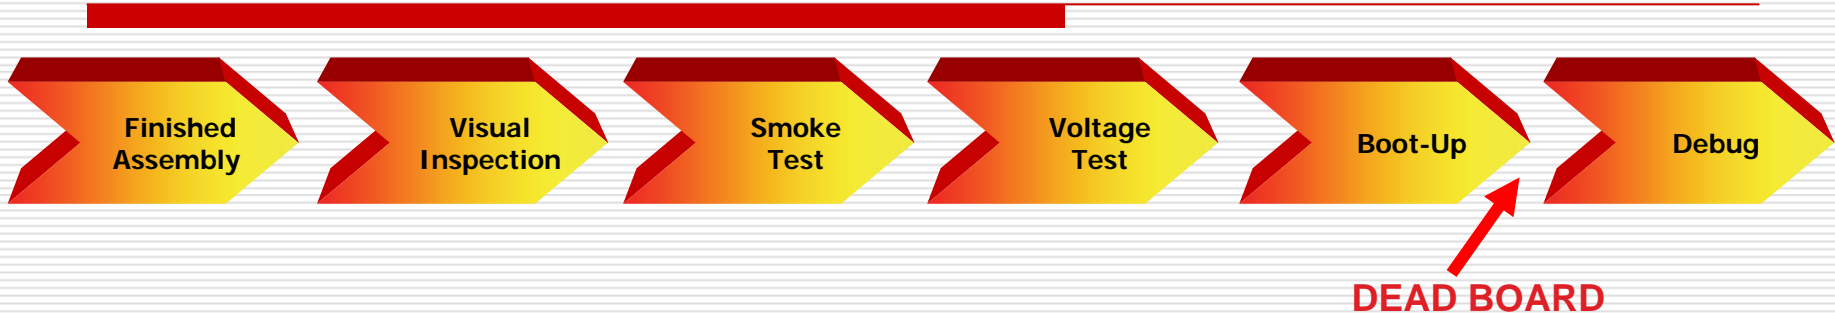 Finished
Assembly
Visual
Inspection
Smoke
Test
Voltage
Test
Boot-Up
Debug
DEAD BOARD